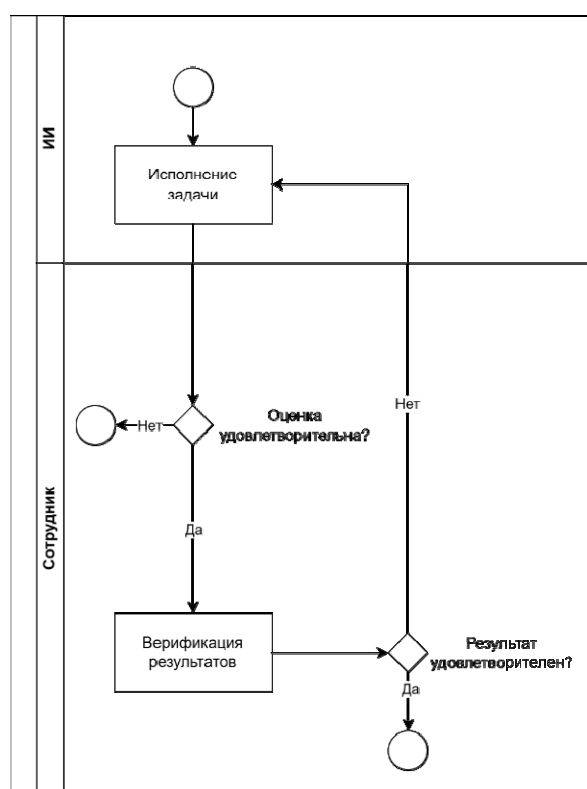 ИИ
Исполнение
задачи
Сотрудник
Нет
Оценка
удовлетворительна?
Нет
Да
Верификация
результатов
Результат
удовлетворителен?
Да